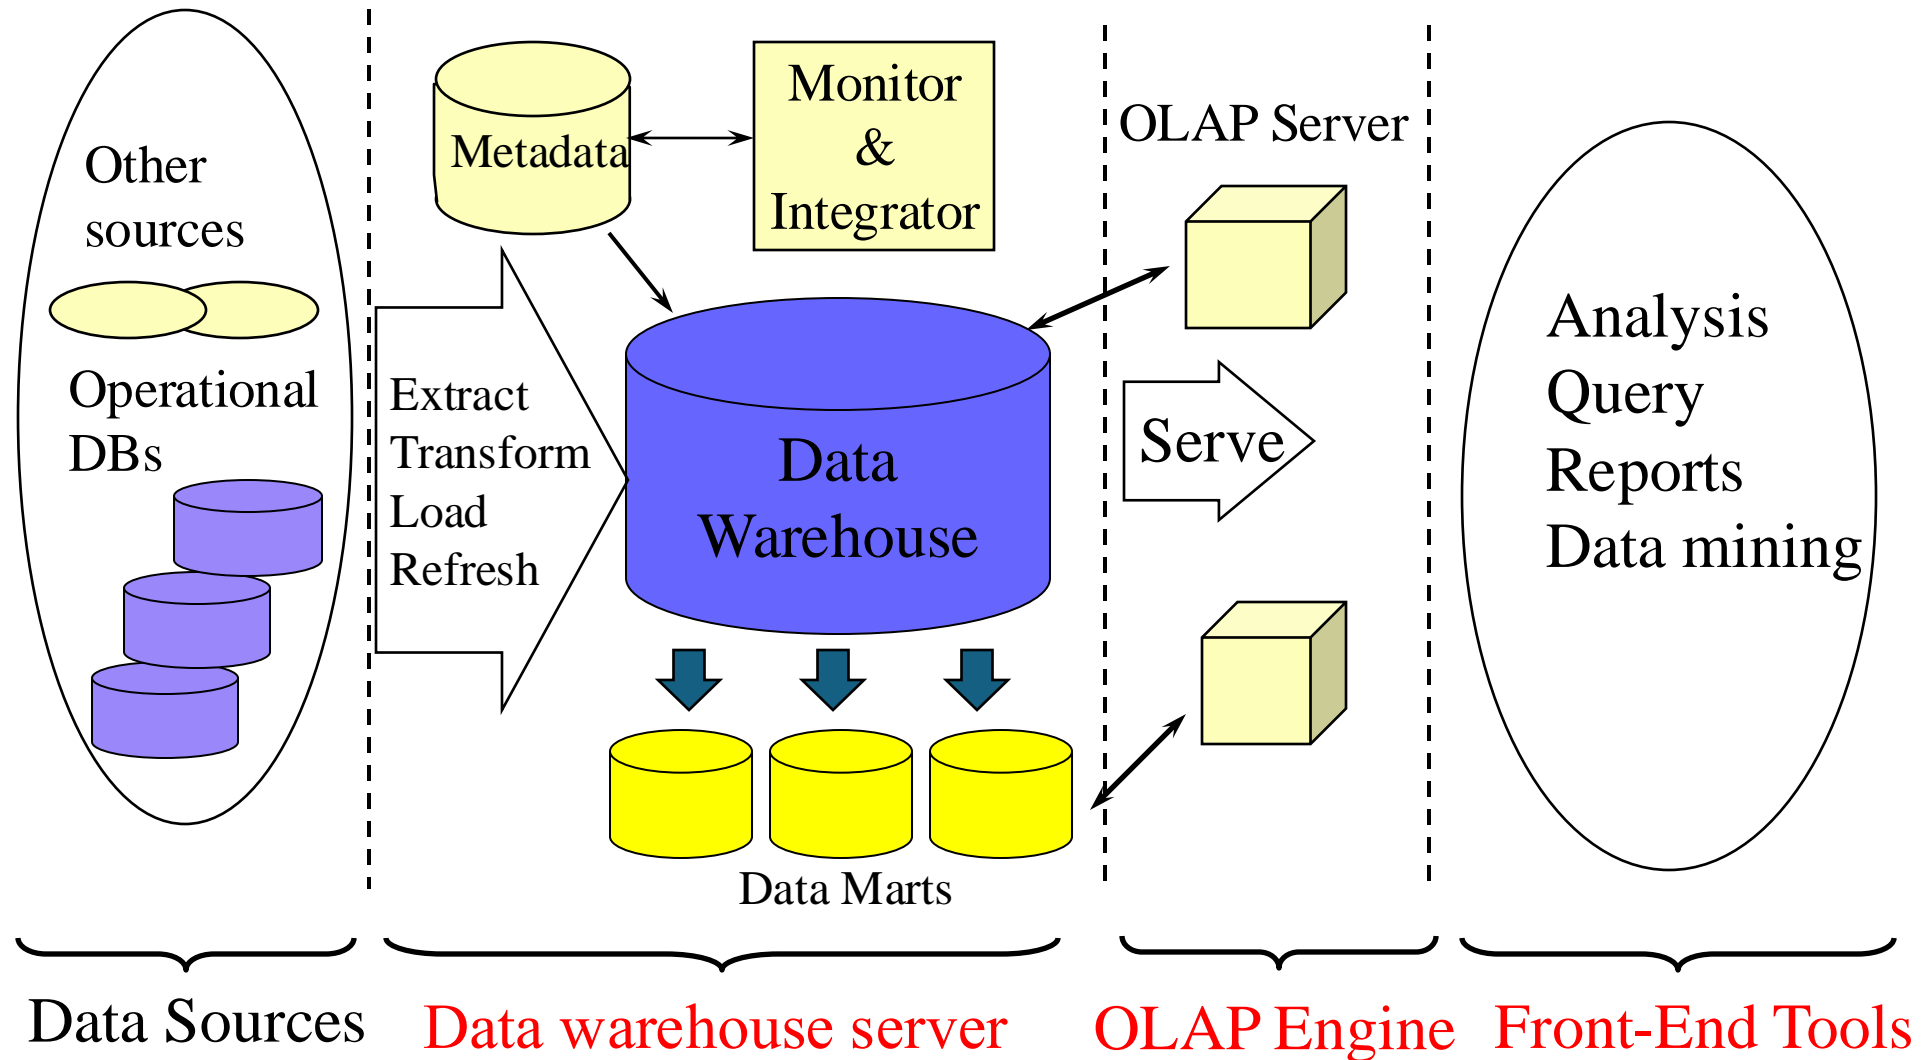 Other
sources
Operational
DBs
Metadata
Monitor
&
Integrator
Extract
Transform
Load
Refresh
Data
Warehouse
Data Marts
OLAP Server
Serve
Analysis
Query
Reports
Data mining
Data Sources
Data warehouse server
OLAP Engine
Front-End Tools